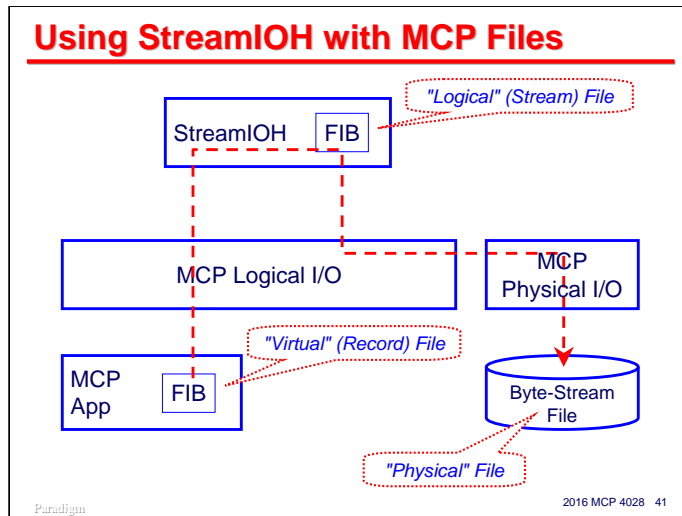 Using StreamIOH with MCP Files
"Logical" (Stream) File
StreamIOH
FIB
MCP Logical I/O
MCP
Physical I/O
"Virtual" (Record) File
MCP
App
FIB
Byte-Stream
File
"Physical" File
Paradigm
2016 MCP 4028 41